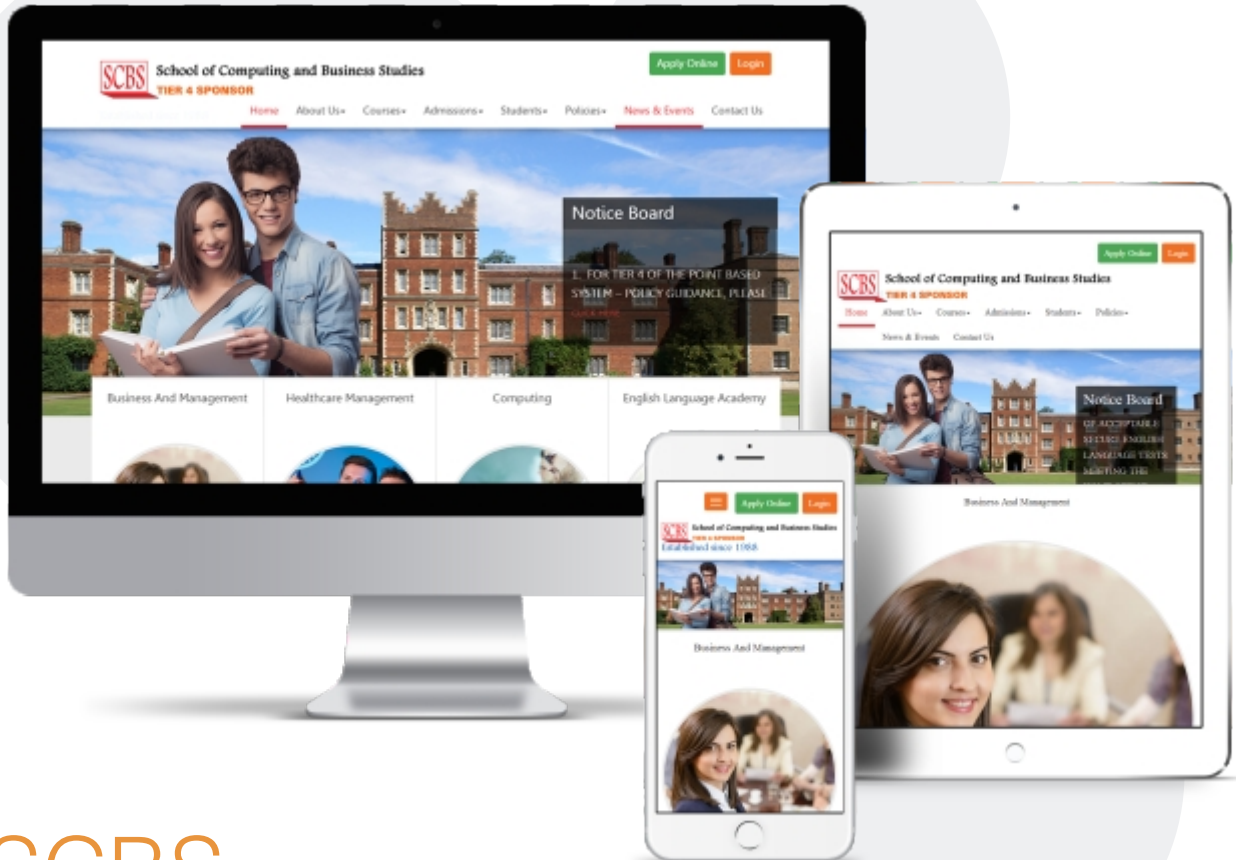 SCBS
School of Computing and Business Studies
TIER 4 SPONSOR
Apply Online Login
Home About Us Courses Admissions Students Policies News & Events Contact Us
Notice Board
1. FOR TIER 4 OF THE POINT BASED
SYSTEM – POLICY GUIDANCE, PLEASE
CLICK HERE
Business And Management Healthcare Management Computing English Language Academy
Apply Online Login
SCBS
School of Computing and Business Studies
TIER 4 SPONSOR
Home About Us Courses Admissions Students Policies
News & Events Contact Us
Notice Board
OF ACCEPTABLE
SECURE ENGLISH
LANGUAGE TESTS
MEETING THE
Business And Management
Apply Online Login
SCBS
School of Computing and Business Studies
TIER 4 SPONSOR
Established since 1988
Business And Management
SCBS